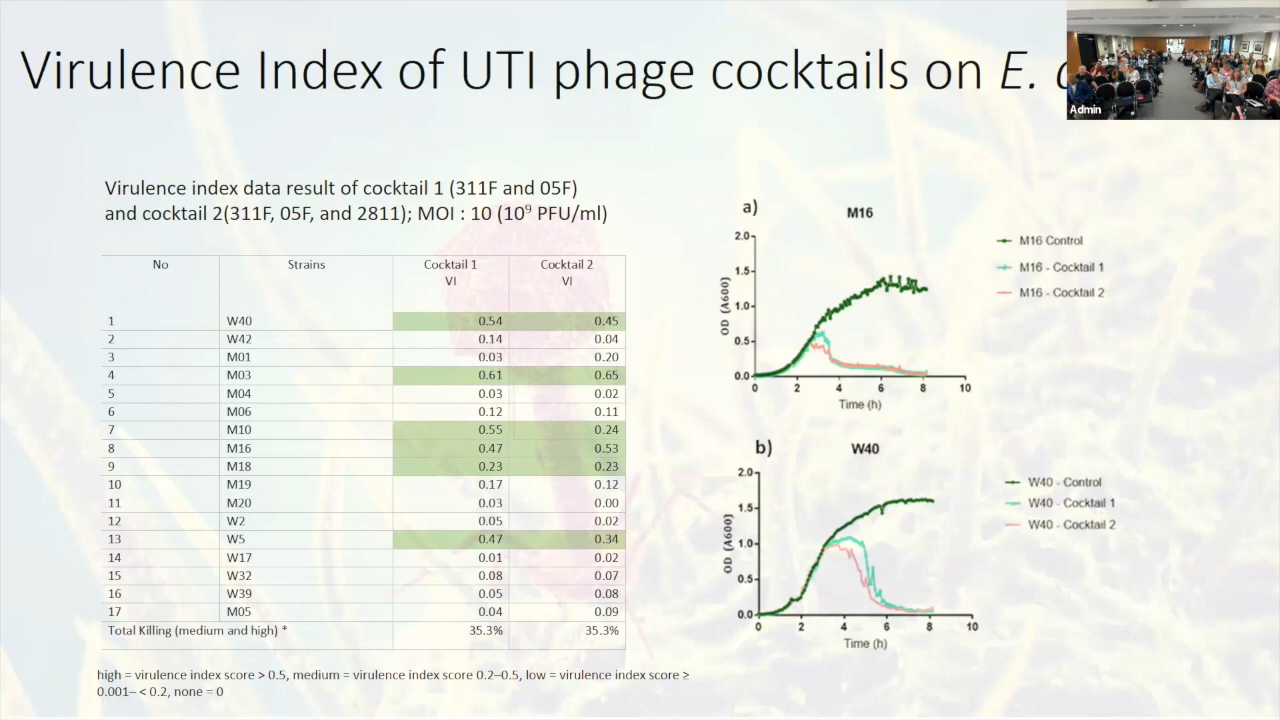 Virulence Index of UTI phage cocktails on E.
Admin
Virulence index data result of cocktail 1 (311F and 05F)
and cocktail 2(311F, 05F, and 2811); MOI : 10 (10⁹ PFU/ml)
No Strains Cocktail 1 VI Cocktail 2 VI
1 W40 0.54 0.45
2 W42 0.14 0.04
3 M01 0.03 0.20
4 M03 0.61 0.65
5 M04 0.03 0.02
6 M06 0.12 0.11
7 M10 0.55 0.24
8 M16 0.47 0.53
9 M18 0.23 0.23
10 M19 0.17 0.12
11 M20 0.03 0.00
12 W2 0.05 0.02
13 W5 0.47 0.34
14 W17 0.01 0.02
15 W32 0.08 0.07
16 W39 0.05 0.08
17 M05 0.04 0.09
Total Killing (medium and high) * 35.3% 35.3%
high = virulence index score > 0.5, medium = virulence index score 0.2–0.5, low = virulence index score ≥
0.001– < 0.2, none = 0
a)
M16
2.0
1.5
1.0
0.5
0.0
OD (A600)
0 2 4 6 8 10
Time (h)
M16 Control
M16 - Cocktail 1
M16 - Cocktail 2
b)
W40
2.0
1.5
1.0
0.5
0.0
OD (A600)
0 2 4 6 8 10
Time (h)
W40 - Control
W40 - Cocktail 1
W40 - Cocktail 2